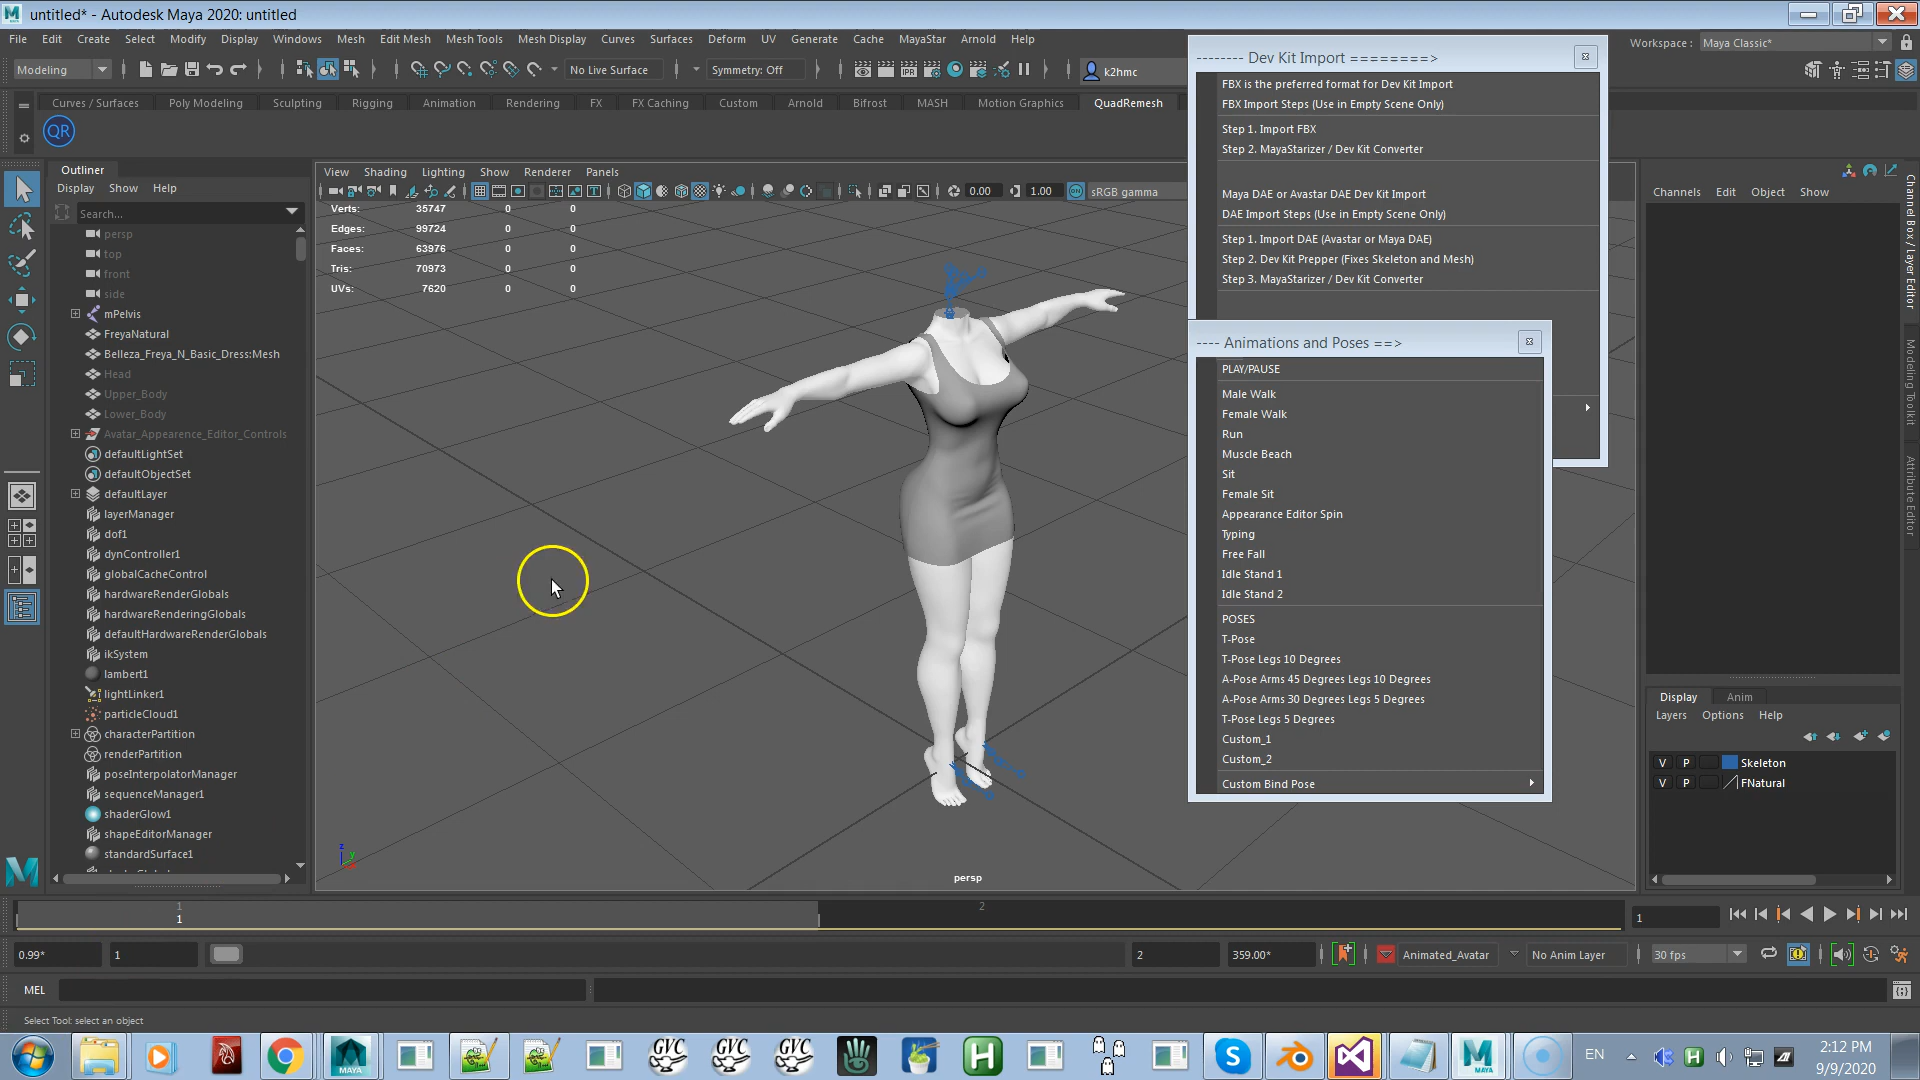 untitled* - Autodesk Maya 2020: untitled
File Edit Create Select Modify Display Windows Mesh Edit Mesh Mesh Tools Mesh Display Curves Surfaces Deform UV Generate Cache MayaStar Arnold Help
Workspace : Maya Classic*
Modeling
No Live Surface
Symmetry: Off
k2hmc
Curves / Surfaces Poly Modeling Sculpting Rigging Animation Rendering FX FX Caching Custom Arnold Bifrost MASH Motion Graphics QuadRemesh
QR
Outliner
Display Show Help
Search...
persp
top
front
side
mPelvis
FreyaNatural
Belleza_Freya_N_Basic_Dress:Mesh
Head
Upper_Body
Lower_Body
Avatar_Appearence_Editor_Controls
defaultLightSet
defaultObjectSet
defaultLayer
layerManager
dof1
dynController1
globalCacheControl
hardwareRenderGlobals
hardwareRenderingGlobals
defaultHardwareRenderGlobals
ikSystem
lambert1
lightLinker1
particleCloud1
characterPartition
renderPartition
poseInterpolatorManager
sequenceManager1
shaderGlow1
shapeEditorManager
standardSurface1
View Shading Lighting Show Renderer Panels
0.00
1.00
sRGB gamma
Verts: 35747 0 0
Edges: 99724 0 0
Faces: 63976 0 0
Tris: 70973 0 0
UVs: 7620 0 0
persp
-------- Dev Kit Import ========>
FBX is the preferred format for Dev Kit Import
FBX Import Steps (Use in Empty Scene Only)
Step 1. Import FBX
Step 2. MayaStarizer / Dev Kit Converter
Maya DAE or Avastar DAE Dev Kit Import
DAE Import Steps (Use in Empty Scene Only)
Step 1. Import DAE (Avastar or Maya DAE)
Step 2. Dev Kit Prepper (Fixes Skeleton and Mesh)
Step 3. MayaStarizer / Dev Kit Converter
---- Animations and Poses ==>
PLAY/PAUSE
Male Walk
Female Walk
Run
Muscle Beach
Sit
Female Sit
Appearance Editor Spin
Typing
Free Fall
Idle Stand 1
Idle Stand 2
POSES
T-Pose
T-Pose Legs 10 Degrees
A-Pose Arms 45 Degrees Legs 10 Degrees
A-Pose Arms 30 Degrees Legs 5 Degrees
T-Pose Legs 5 Degrees
Custom_1
Custom_2
Custom Bind Pose
Channels Edit Object Show
Channel Box / Layer Editor
Modeling Toolkit
Attribute Editor
Display Anim
Layers Options Help
V P Skeleton
V P FNatural
1
1
2
1
0.99*
1
2
359.00*
Animated_Avatar
No Anim Layer
30 fps
MEL
Select Tool: select an object
MAYA
GVC
GVC
GVC
EN
2:12 PM
9/9/2020